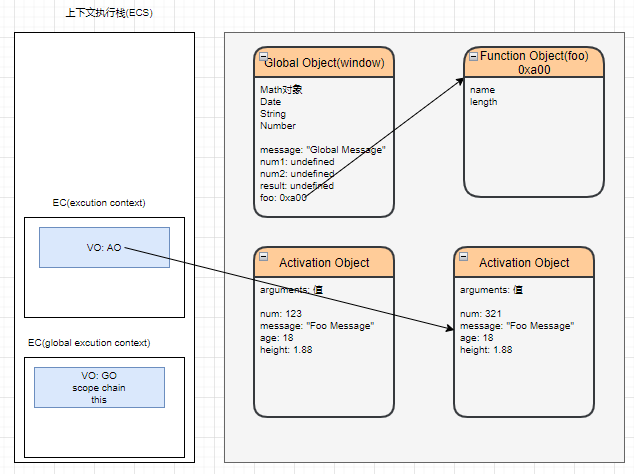 上下文执行栈(ECS)
EC(excution context)
VO: AO
EC(global excution context)
VO: GO
scope chain
this
Global Object(window)
Math对象
Date
String
Number
message: "Global Message"
num1: undefined
num2: undefined
result: undefined
foo: 0xa00
Function Object(foo)
0xa00
name
length
Activation Object
arguments: 值
num: 123
message: "Foo Message"
age: 18
height: 1.88
Activation Object
arguments: 值
num: 321
message: "Foo Message"
age: 18
height: 1.88